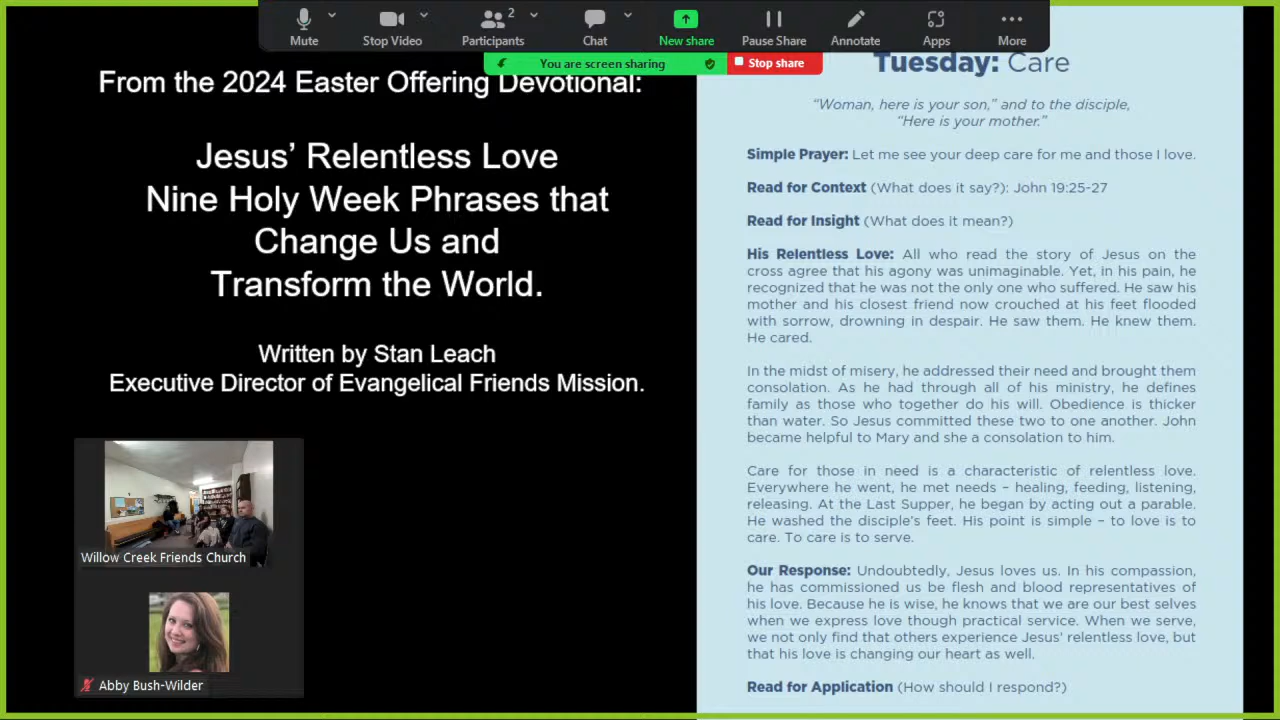 Mute
Stop Video
Participants
2
Chat
New share
Pause Share
Annotate
Apps
More
You are screen sharing
Stop share
From the 2024 Easter Offering Devotional:
Jesus’ Relentless Love
Nine Holy Week Phrases that
Change Us and
Transform the World.
Written by Stan Leach
Executive Director of Evangelical Friends Mission.
Willow Creek Friends Church
Abby Bush-Wilder
Tuesday: Care
“Woman, here is your son,” and to the disciple,
“Here is your mother.”
Simple Prayer: Let me see your deep care for me and those I love.
Read for Context (What does it say?): John 19:25-27
Read for Insight (What does it mean?)
His Relentless Love: All who read the story of Jesus on the
cross agree that his agony was unimaginable. Yet, in his pain, he
recognized that he was not the only one who suffered. He saw his
mother and his closest friend now crouched at his feet flooded
with sorrow, drowning in despair. He saw them. He knew them.
He cared.
In the midst of misery, he addressed their need and brought them
consolation. As he had through all of his ministry, he defines
family as those who together do his will. Obedience is thicker
than water. So Jesus committed these two to one another. John
became helpful to Mary and she a consolation to him.
Care for those in need is a characteristic of relentless love.
Everywhere he went, he met needs – healing, feeding, listening,
releasing. At the Last Supper, he began by acting out a parable.
He washed the disciple’s feet. His point is simple – to love is to
care. To care is to serve.
Our Response: Undoubtedly, Jesus loves us. In his compassion,
he has commissioned us be flesh and blood representatives of
his love. Because he is wise, he knows that we are our best selves
when we express love though practical service. When we serve,
we not only find that others experience Jesus’ relentless love, but
that his love is changing our heart as well.
Read for Application (How should I respond?)